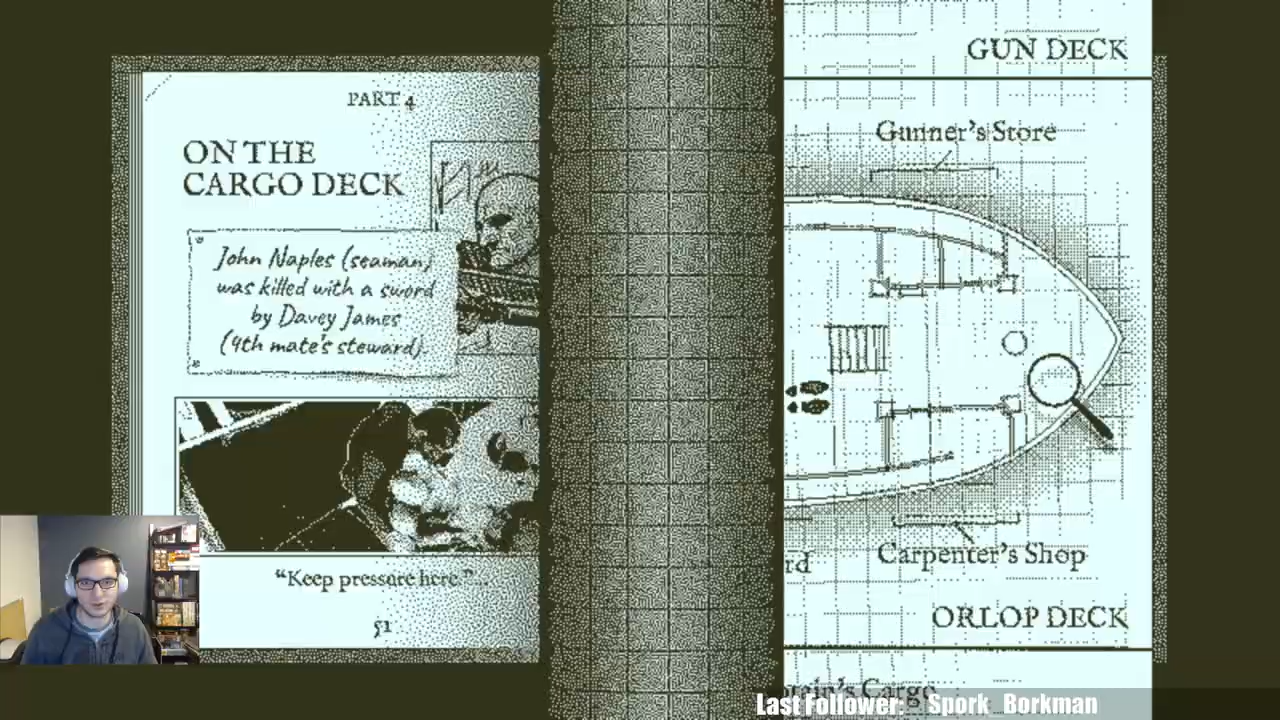 PART 4
ON THE
CARGO DECK
John Naples (seaman)
was killed with a sword
by Davey James
(4th mate's steward).
“Keep pressure here ....
51
GUN DECK
Gunner's Store
Carpenter's Shop
ORLOP DECK
Cargo
Last Follower: Spork_Borkman